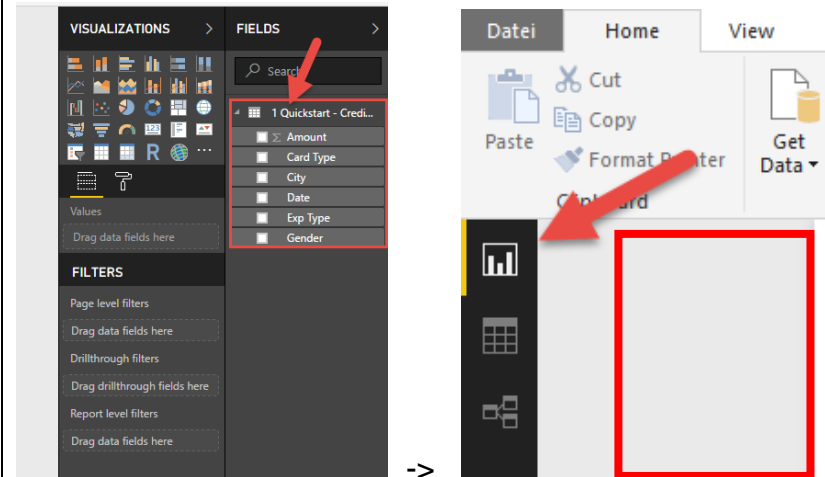 VISUALIZATIONS >
FIELDS >
Search
1 Quickstart - Credi...
Σ Amount
Card Type
City
Date
Exp Type
Gender
123
R
...
Values
Drag data fields here
FILTERS
Page level filters
Drag data fields here
Drillthrough filters
Drag drillthrough fields here
Report level filters
Drag data fields here
->
Datei Home View
Cut
Copy
Paste
Format
Get
Data